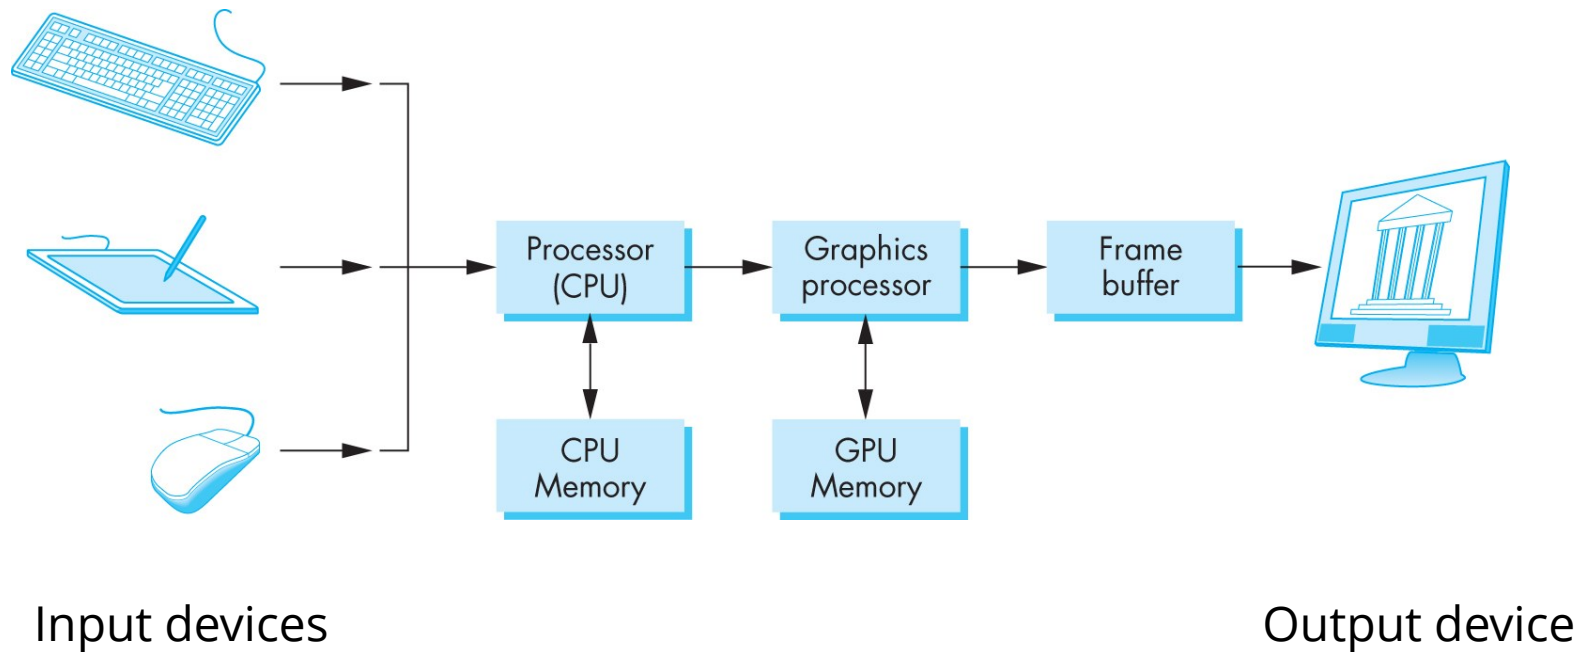 Processor
(CPU)
Graphics
processor
Frame
buffer
CPU
Memory
GPU
Memory
Input devices
Output device